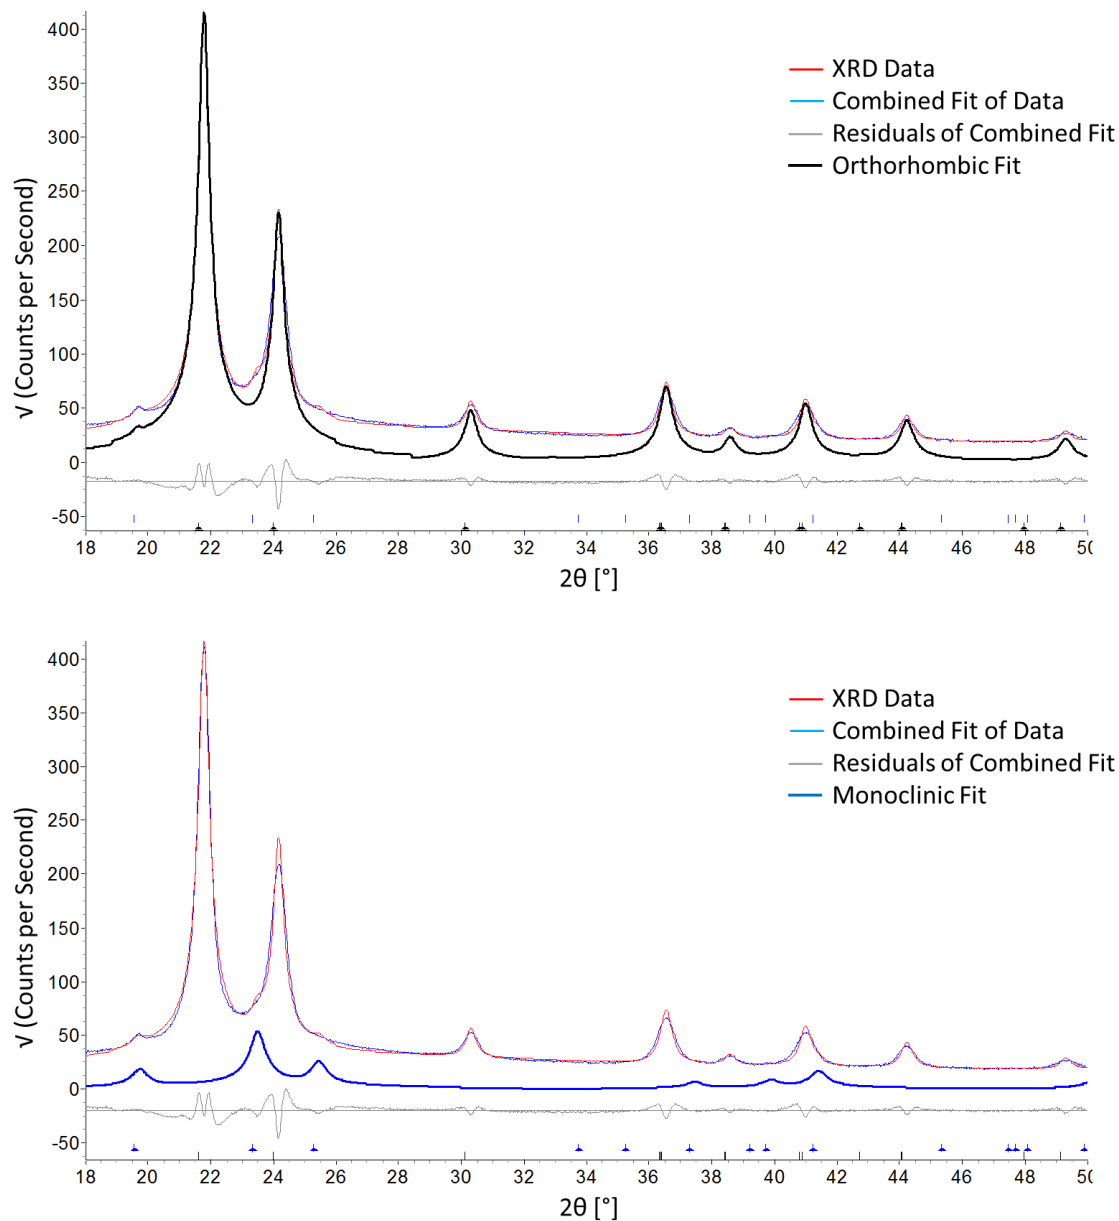 400
350
300
250
200
150
100
50
0
-50
ν (Counts per Second)
XRD Data
Combined Fit of Data
Residuals of Combined Fit
Orthorhombic Fit
18 20 22 24 26 28 30 32 34 36 38 40 42 44 46 48 50
2θ [°]
400
350
300
250
200
150
100
50
0
-50
ν (Counts per Second)
XRD Data
Combined Fit of Data
Residuals of Combined Fit
Monoclinic Fit
18 20 22 24 26 28 30 32 34 36 38 40 42 44 46 48 50
2θ [°]